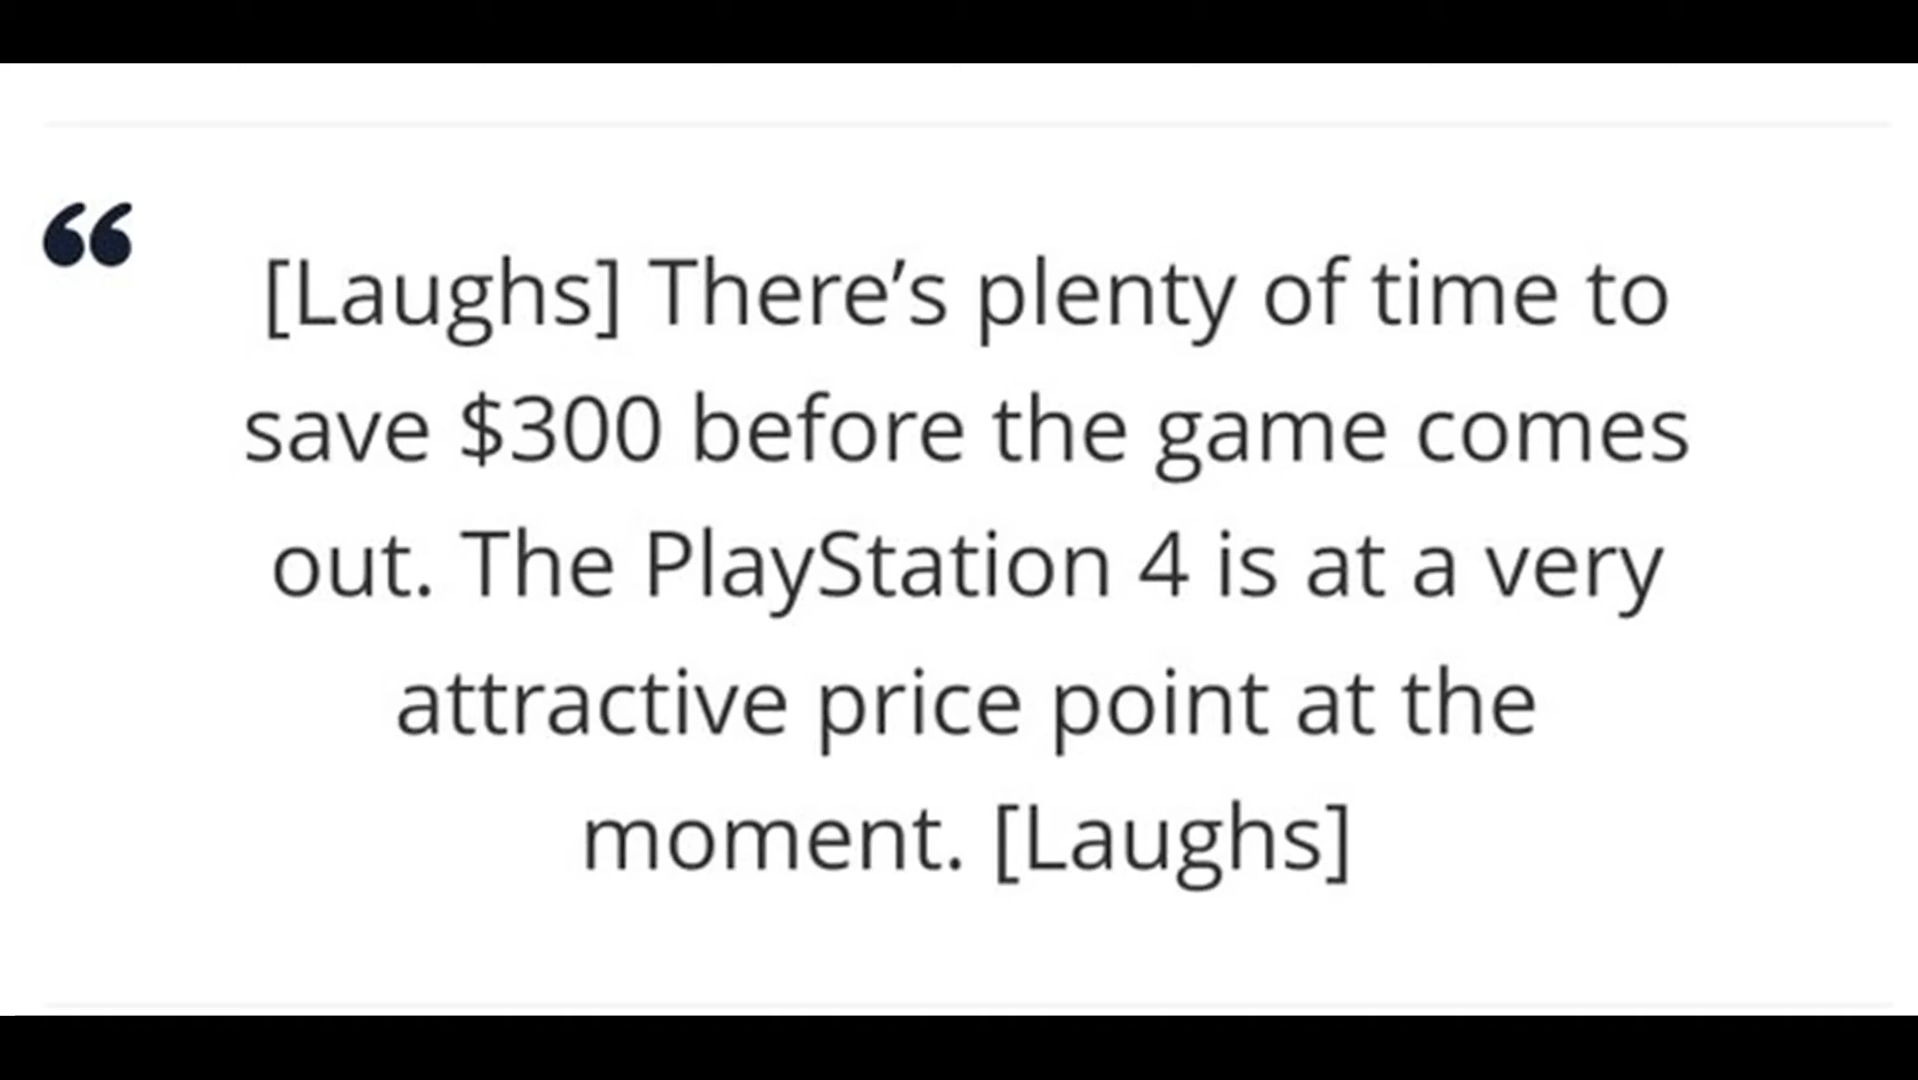 “
[Laughs] There’s plenty of time to
save $300 before the game comes
out. The PlayStation 4 is at a very
attractive price point at the
moment. [Laughs]